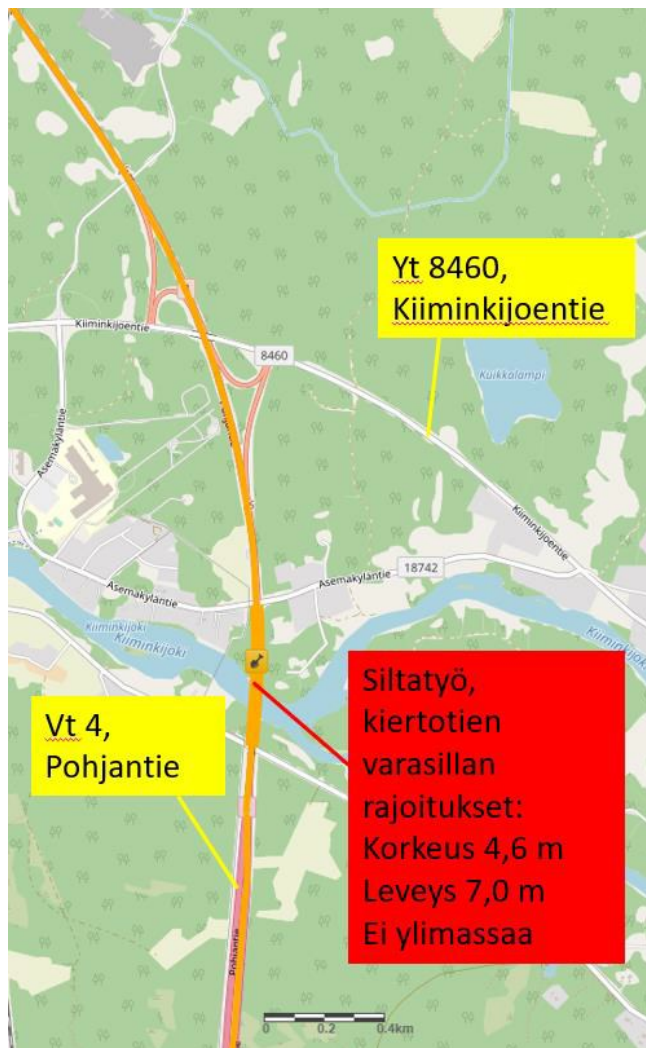 Yt 8460,
Kiiminkijoentie
Kiiminkijoentie
8460
Kuikkalampi
Asemakyläntie
Kiiminkijoentie
18742
Asemakyläntie
Asemakyläntie
Kiiminkijoki
Kiiminkijoki
Kiiminkijoki
Siltatyö,
kiertotien
varasillan
rajoitukset:
Korkeus 4,6 m
Leveys 7,0 m
Ei ylimassaa
Vt 4,
Pohjantie
Pohjantie
0 0.2 0.4km